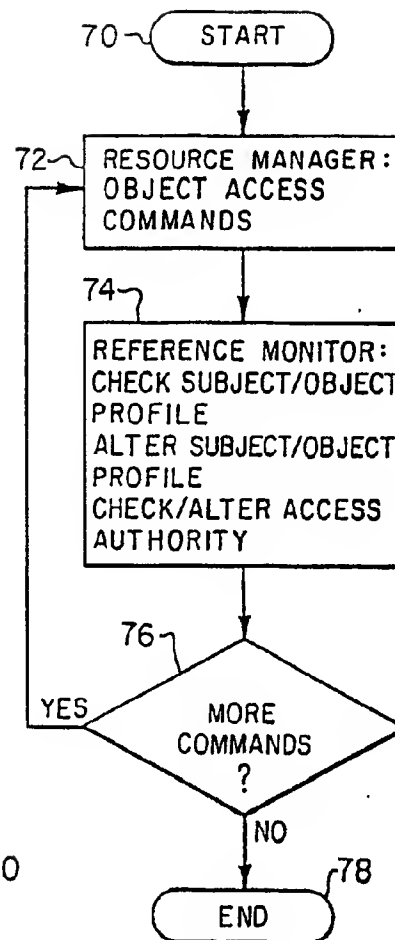 70
START
72
RESOURCE MANAGER:
OBJECT ACCESS
COMMANDS
74
REFERENCE MONITOR:
CHECK SUBJECT/OBJECT
PROFILE
ALTER SUBJECT/OBJECT
PROFILE
CHECK/ALTER ACCESS
AUTHORITY
76
YES
MORE
COMMANDS
?
NO
0
78
END